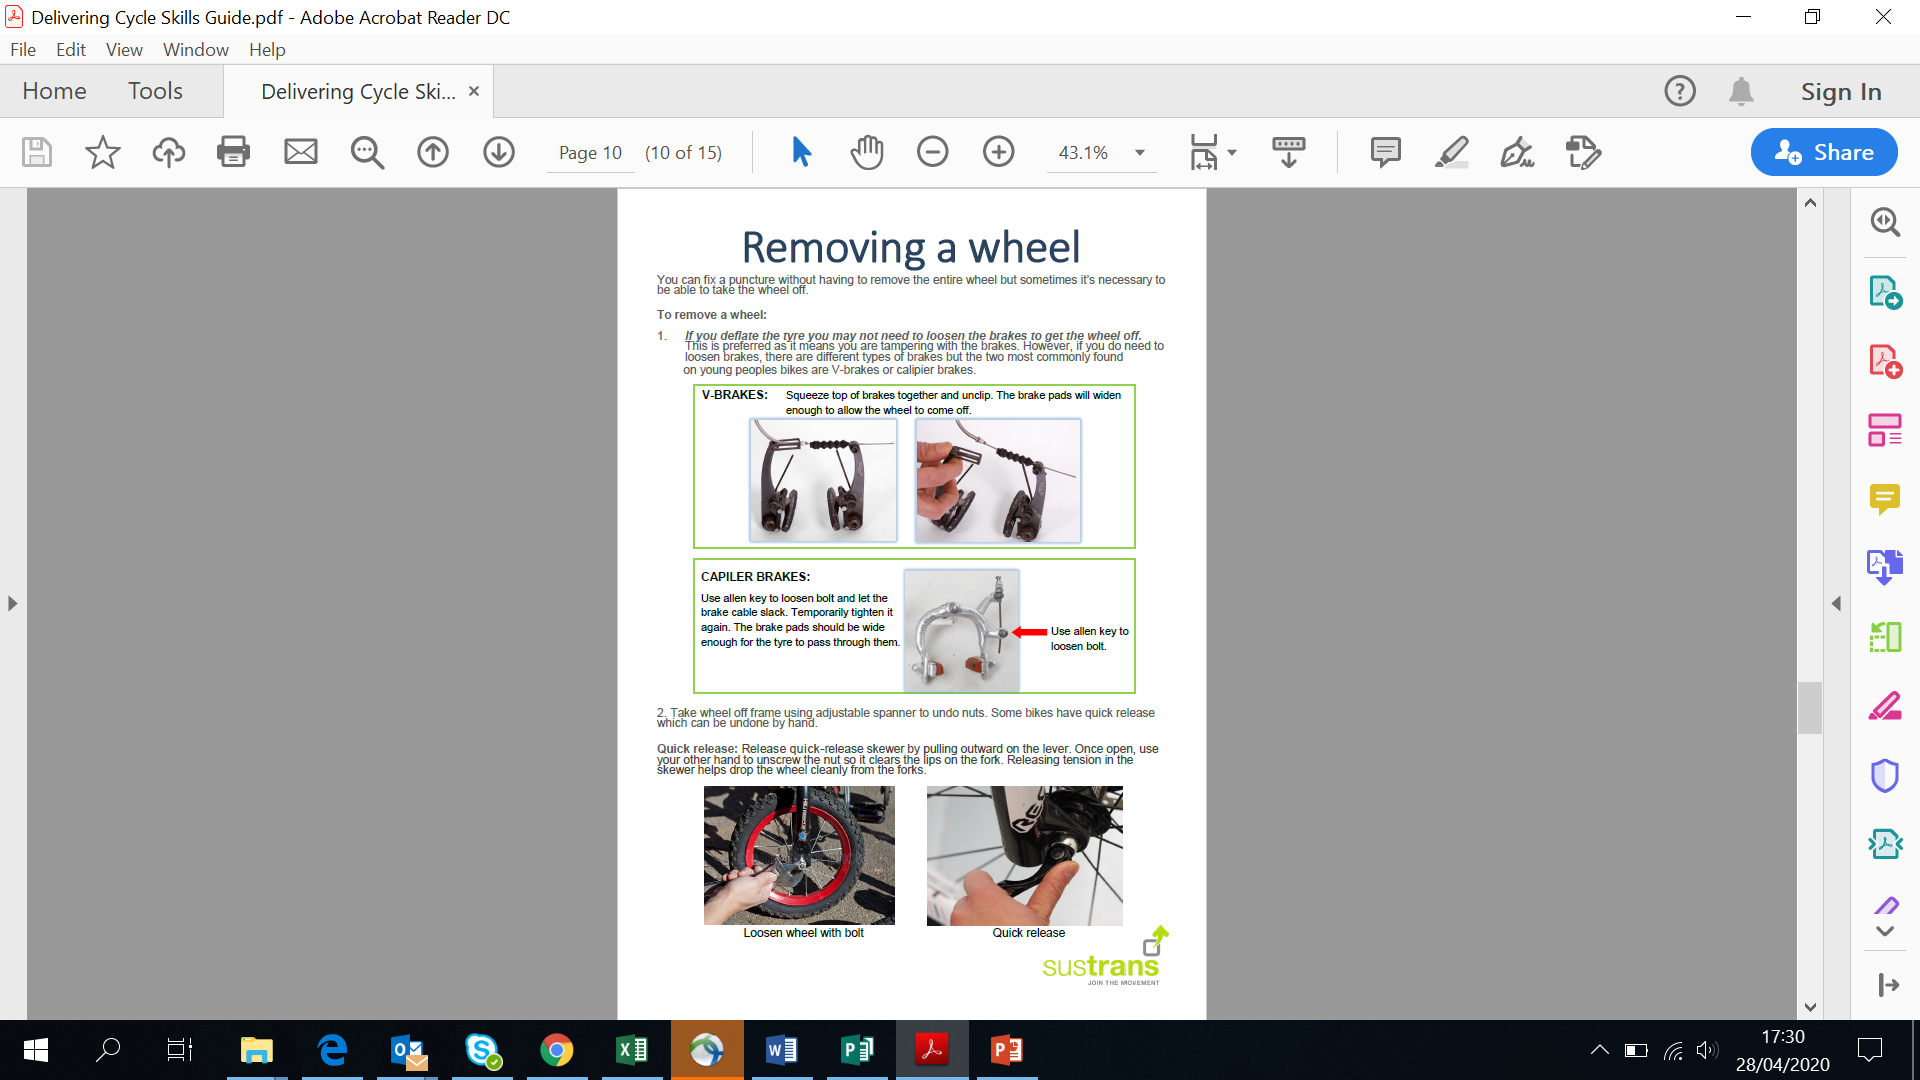 Delivering Cycle Skills Guide.pdf - Adobe Acrobat Reader DC
File Edit View Window Help
Home Tools Delivering Cycle Ski... × Sign In
Page 10 (10 of 15) 43.1% Share
Removing a wheel
You can fix a puncture without having to remove the entire wheel but sometimes it's necessary to
be able to take the wheel off.
To remove a wheel:
1. If you deflate the tyre you may not need to loosen the brakes to get the wheel off.
This is preferred as it means you are tampering with the brakes. However, if you do need to
loosen brakes, there are different types of brakes but the two most commonly found
on young peoples bikes are V-brakes or calipier brakes.
V-BRAKES: Squeeze top of brakes together and unclip. The brake pads will widen
enough to allow the wheel to come off.
CAPILER BRAKES:
Use allen key to loosen bolt and let the
brake cable slack. Temporarily tighten it
again. The brake pads should be wide
enough for the tyre to pass through them.
Use allen key to
loosen bolt.
2. Take wheel off frame using adjustable spanner to undo nuts. Some bikes have quick release
which can be undone by hand.
Quick release: Release quick-release skewer by pulling outward on the lever. Once open, use
your other hand to unscrew the nut so it clears the lips on the fork. Releasing tension in the
skewer helps drop the wheel cleanly from the forks.
Loosen wheel with bolt
Quick release
sustrans
JOIN THE MOVEMENT
17:30
28/04/2020